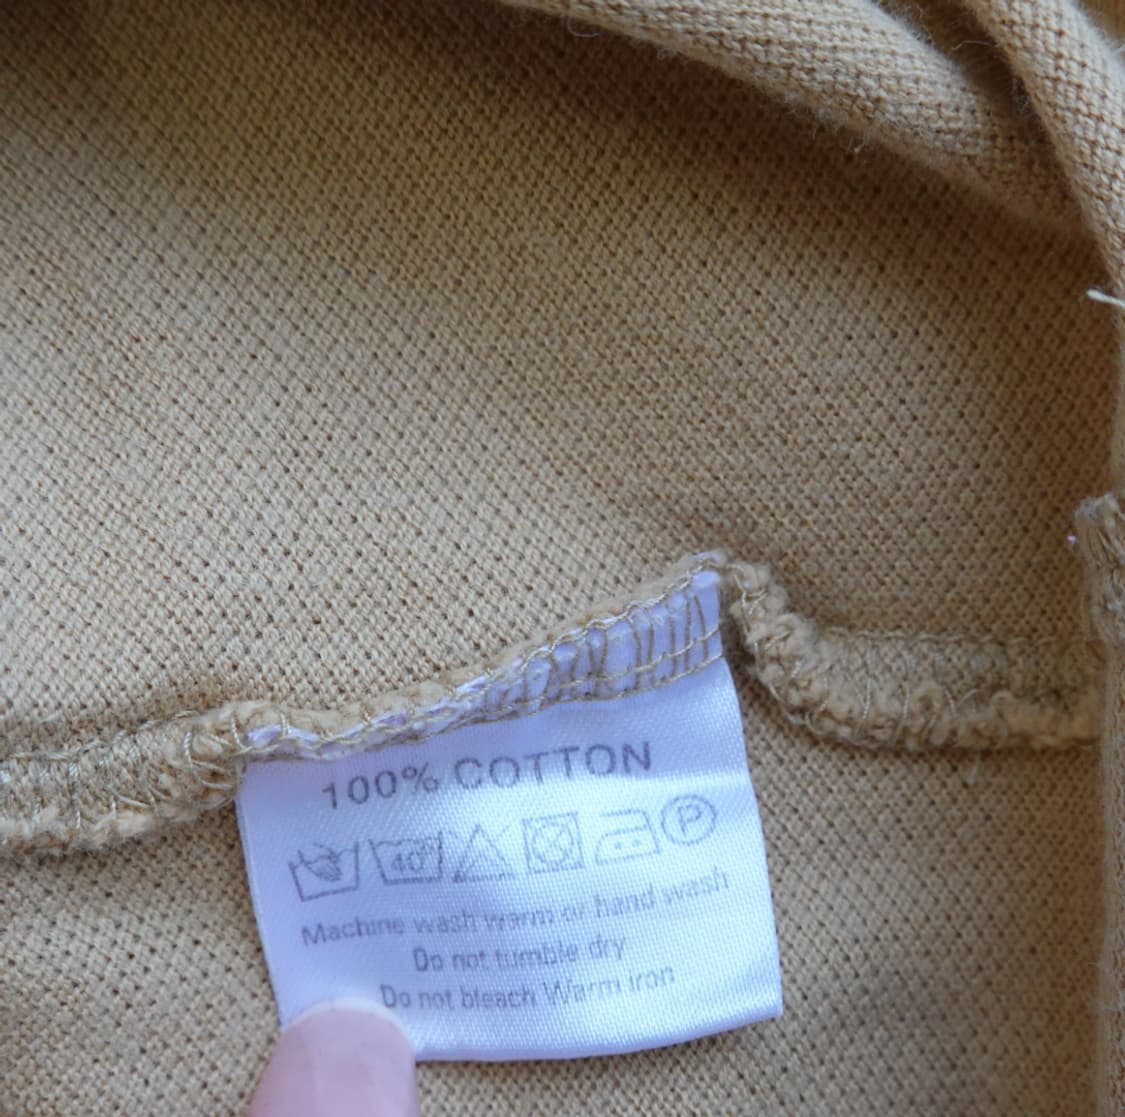 100% COTTON
40° P
Machine wash warm or hand wash
Do not tumble dry
Do not bleach Warm iron